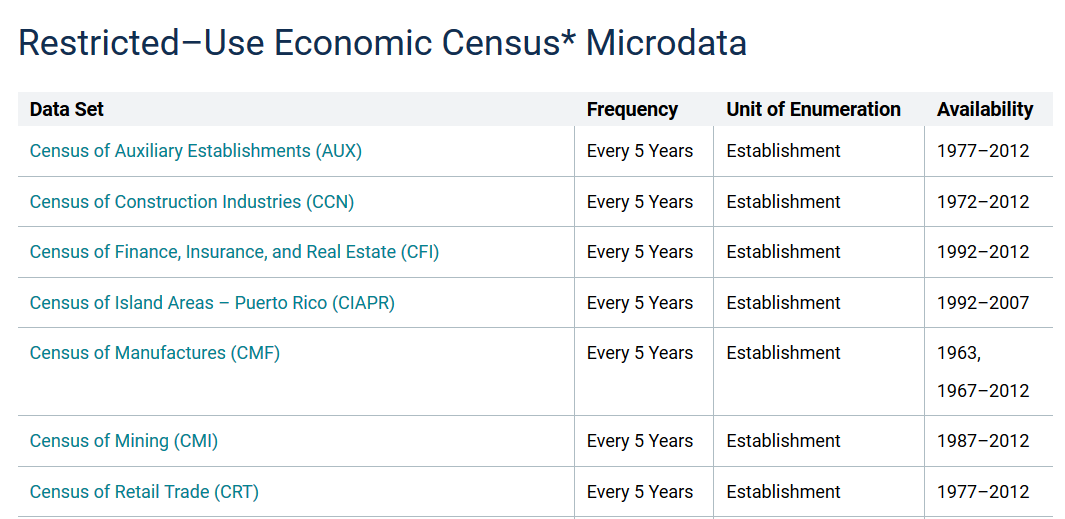 Restricted–Use Economic Census* Microdata
Data Set Frequency Unit of Enumeration Availability
Census of Auxiliary Establishments (AUX) Every 5 Years Establishment 1977–2012
Census of Construction Industries (CCN) Every 5 Years Establishment 1972–2012
Census of Finance, Insurance, and Real Estate (CFI) Every 5 Years Establishment 1992–2012
Census of Island Areas – Puerto Rico (CIAPR) Every 5 Years Establishment 1992–2007
Census of Manufactures (CMF) Every 5 Years Establishment 1963,
1967–2012
Census of Mining (CMI) Every 5 Years Establishment 1987–2012
Census of Retail Trade (CRT) Every 5 Years Establishment 1977–2012